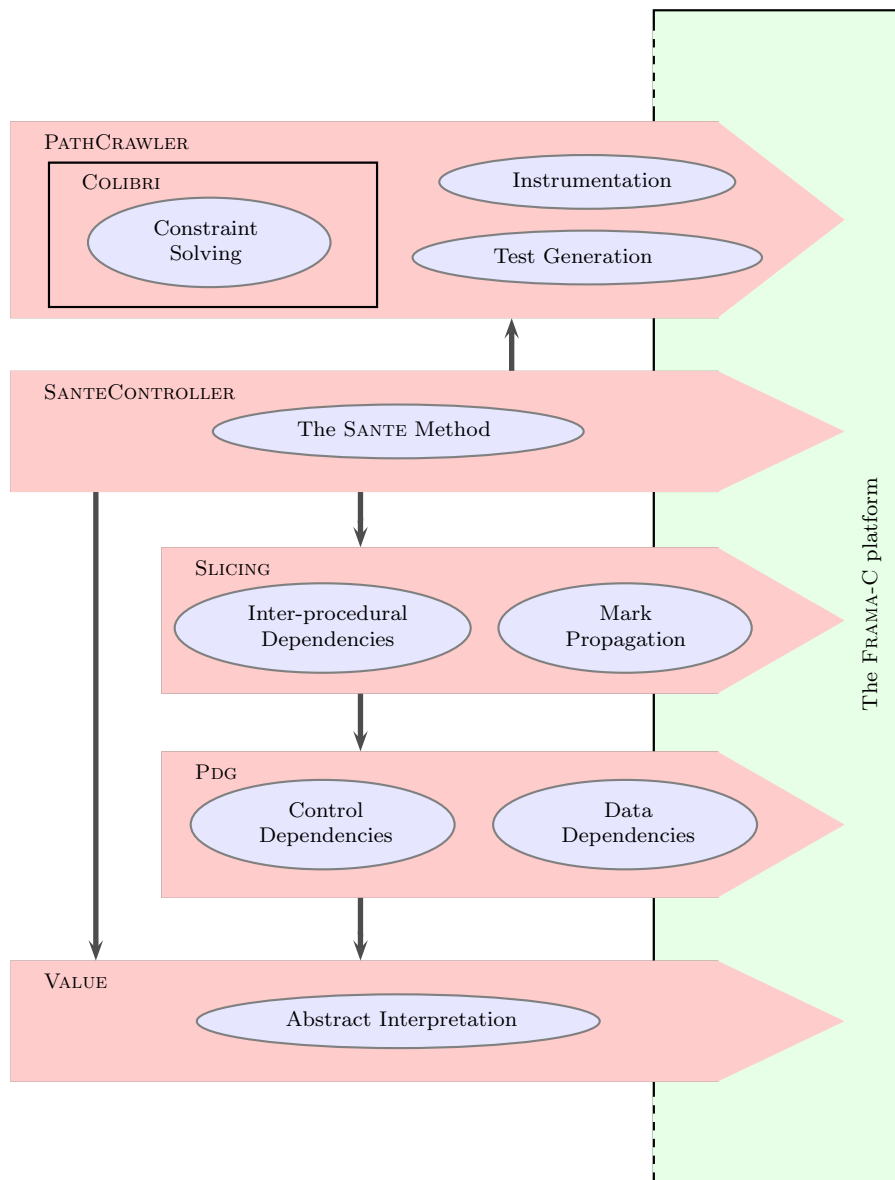 PATHCRAWLER
COLIBRI
Constraint
Solving
Instrumentation
Test Generation
SANTECONTROLLER
The SANTE Method
SLICING
Inter-procedural
Dependencies
Mark
Propagation
PDG
Control
Dependencies
Data
Dependencies
VALUE
Abstract Interpretation
The FRAMA-C platform